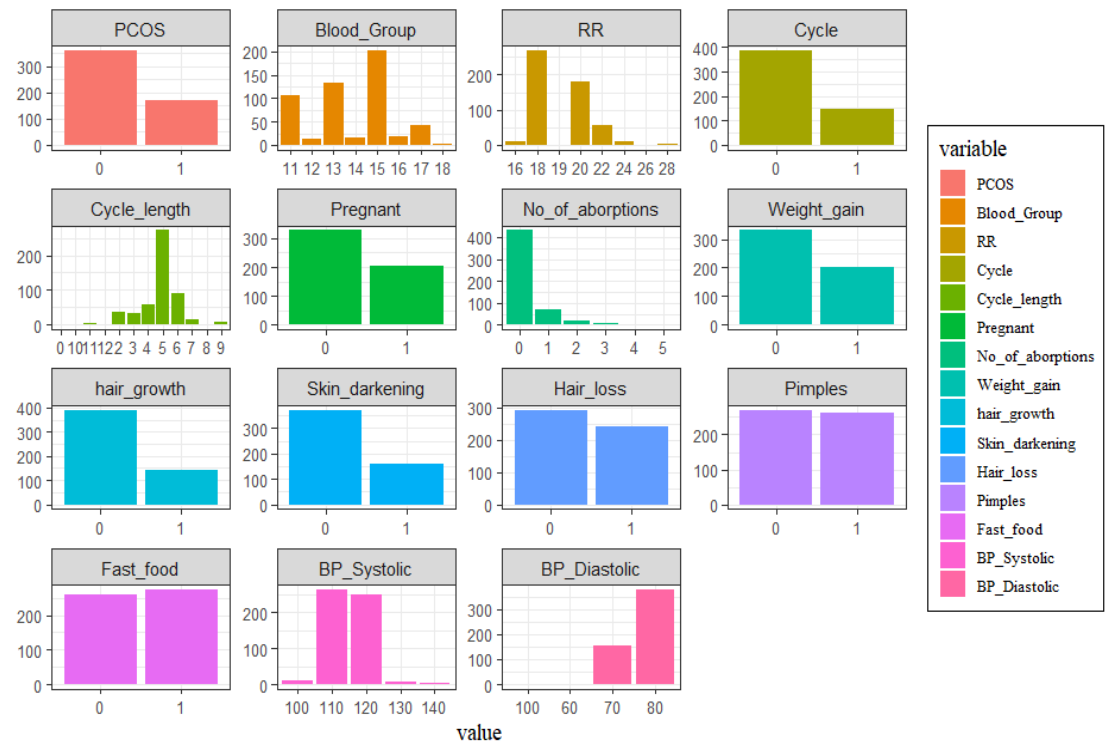 PCOS Blood_Group RR Cycle
300 200 400
200 150 200 300
100 100 100 200
50 100
0 0 0 0
0 1 11 12 13 14 15 16 17 18 16 18 19 20 22 24 26 28 0 1
Cycle_length Pregnant No_of_aborptions Weight_gain
200 300 400 300
100 200 300 200
100 200 100
100
0 0 0 0
0 10 11 12 2 3 4 5 6 7 8 9 0 1 0 1 2 3 4 5 0 1
hair_growth Skin_darkening Hair_loss Pimples
400 300 300 200
300 200 200 100
200 100 100
100
0 0 0 0
0 1 0 1 0 1 0 1
Fast_food BP_Systolic BP_Diastolic
200 200 300
100 100 200
100
0 0 0
0 1 100 110 120 130 140 100 60 70 80
value
variable
PCOS
Blood_Group
RR
Cycle
Cycle_length
Pregnant
No_of_aborptions
Weight_gain
hair_growth
Skin_darkening
Hair_loss
Pimples
Fast_food
BP_Systolic
BP_Diastolic